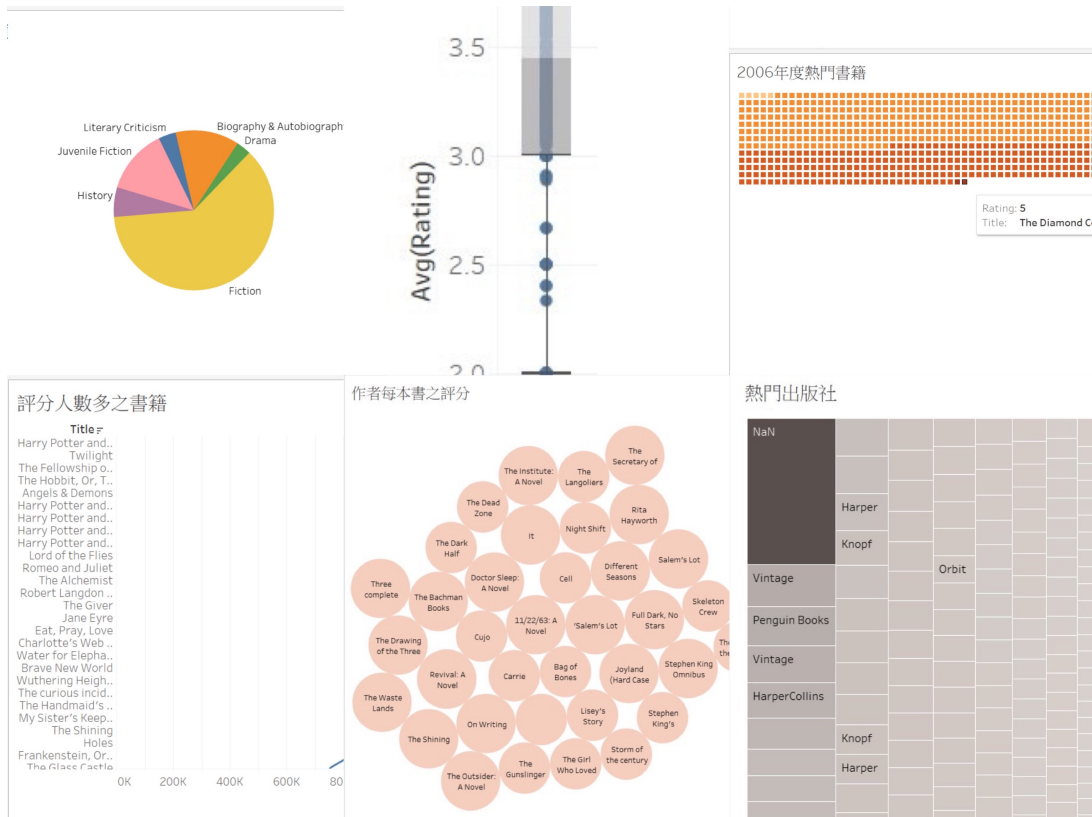 Literary Criticism
Biography & Autobiograph
Drama
Juvenile Fiction
History
Fiction
3.5
3.0
2.5
2.0
Avg(Rating)
2006年度熱門書籍
Rating: 5
Title: The Diamond C
評分人數多之書籍
Title
Harry Potter and..
Twilight
The Fellowship o..
The Hobbit, Or, T..
Angels & Demons
Harry Potter and..
Harry Potter and..
Harry Potter and..
Harry Potter and..
Lord of the Flies
Romeo and Juliet
The Alchemist
Robert Langdon ..
The Giver
Jane Eyre
Eat, Pray, Love
Charlotte's Web ..
Water for Elepha..
Brave New World
Wuthering Heigh..
The curious incid..
The Handmaid's ..
My Sister's Keep..
The Shining
Holes
Frankenstein, Or..
The Glass Castle
0K 200K 400K 600K 80
作者每本書之評分
The
Secretary of
The Institute:
A Novel
The
Langoliers
The Dead
Zone
Rita
Hayworth
It
Night Shift
The Dark
Half
Salem's Lot
Different
Seasons
Doctor Sleep:
A Novel
Cell
Three
complete
The Bachman
Books
Skeleton
Crew
Full Dark, No
Stars
11/22/63: A
Novel
'Salem's Lot
Cujo
The Drawing
of the Three
The
the
Stephen King
Omnibus
Joyland
(Hard Case
Bag of
Bones
Carrie
Revival: A
Novel
The Waste
Lands
Lisey's
Story
Stephen
King's
On Writing
The Shining
Storm of
the century
The Girl
Who Loved
The
Gunslinger
The Outsider:
A Novel
熱門出版社
NaN
Harper
Knopf
Orbit
Vintage
Penguin Books
Vintage
HarperCollins
Knopf
Harper